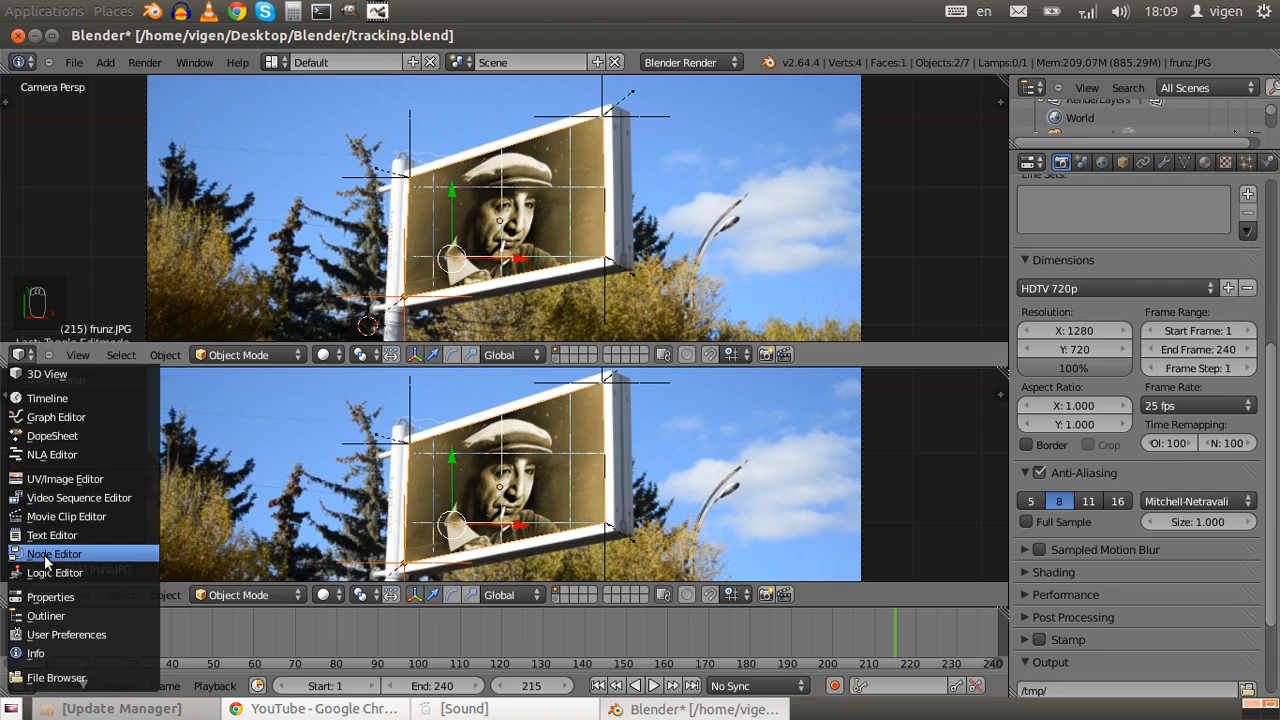 Applications Places en 18:09 vigen
Blender* [/home/vigen/Desktop/Blender/tracking.blend]
File Add Render Window Help Default Scene Blender Render v2.64.4 | Verts:4 | Faces:1 | Objects:2/7 | Lamps:0/1 | Mem:209.07M (885.29M) | frunz.JPG
Camera Persp
View Search All Scenes
RenderLayers
World
Line Sets:
Dimensions
HDTV 720p
Resolution: Frame Range:
X: 1280 Start Frame: 1
Y: 720 End Frame: 240
100% Frame Step: 1
Aspect Ratio: Frame Rate:
X: 1.000 25 fps
Y: 1.000 Time Remapping:
Border Crop Ol: 100 N: 100
Anti-Aliasing
5 8 11 16 Mitchell-Netravali
Full Sample Size: 1.000
Sampled Motion Blur
Shading
Performance
Post Processing
Stamp
Output
/tmp/
(215) frunz.JPG
View Select Object Object Mode Global
3D View
Timeline
Graph Editor
DopeSheet
NLA Editor
UV/Image Editor
Video Sequence Editor
Movie Clip Editor
Text Editor
Node Editor
Logic Editor
Properties
Outliner
User Preferences
Info
File Browser
Object Mode Global
40 50 60 70 80 90 100 110 120 130 140 150 160 170 180 190 200 210 220 230 240
Marker Frame Playback Start: 1 End: 240 215 No Sync
[Update Manager] YouTube - Google Chr... [Sound] Blender* [/home/vige...